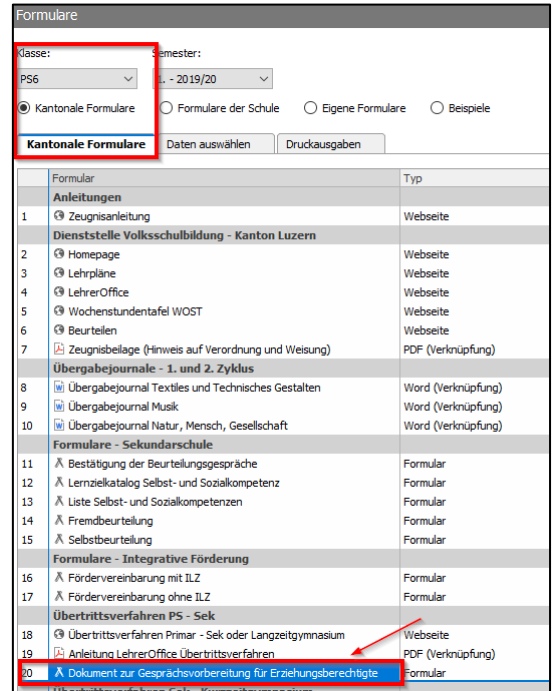 Formulare
Klasse: Semester:
PS6 1. - 2019/20
Kantonale Formulare Formulare der Schule Eigene Formulare Beispiele
Kantonale Formulare Daten auswählen Druckausgaben
Formular Typ
Anleitungen
1 Zeugnisanleitung Webseite
Dienststelle Volksschulbildung - Kanton Luzern
2 Homepage Webseite
3 Lehrpläne Webseite
4 LehrerOffice Webseite
5 Wochenstundentafel WOST Webseite
6 Beurteilen Webseite
7 Zeugnisbeilage (Hinweis auf Verordnung und Weisung) PDF (Verknüpfung)
Übergabejournale - 1. und 2. Zyklus
8 Übergabejournal Textiles und Technisches Gestalten Word (Verknüpfung)
9 Übergabejournal Musik Word (Verknüpfung)
10 Übergabejournal Natur, Mensch, Gesellschaft Word (Verknüpfung)
Formulare - Sekundarschule
11 Bestätigung der Beurteilungsgespräche Formular
12 Lernzielkatalog Selbst- und Sozialkompetenz Formular
13 Liste Selbst- und Sozialkompetenzen Formular
14 Fremdbeurteilung Formular
15 Selbstbeurteilung Formular
Formulare - Integrative Förderung
16 Fördervereinbarung mit ILZ Formular
17 Fördervereinbarung ohne ILZ Formular
Übertrittsverfahren PS - Sek
18 Übertrittsverfahren Primar - Sek oder Langzeitgymnasium Webseite
19 Anleitung LehrerOffice Übertrittsverfahren PDF (Verknüpfung)
20 Dokument zur Gesprächsvorbereitung für Erziehungsberechtigte Formular
Übertrittsverfahren Sek - Kurzzeitgymnasium